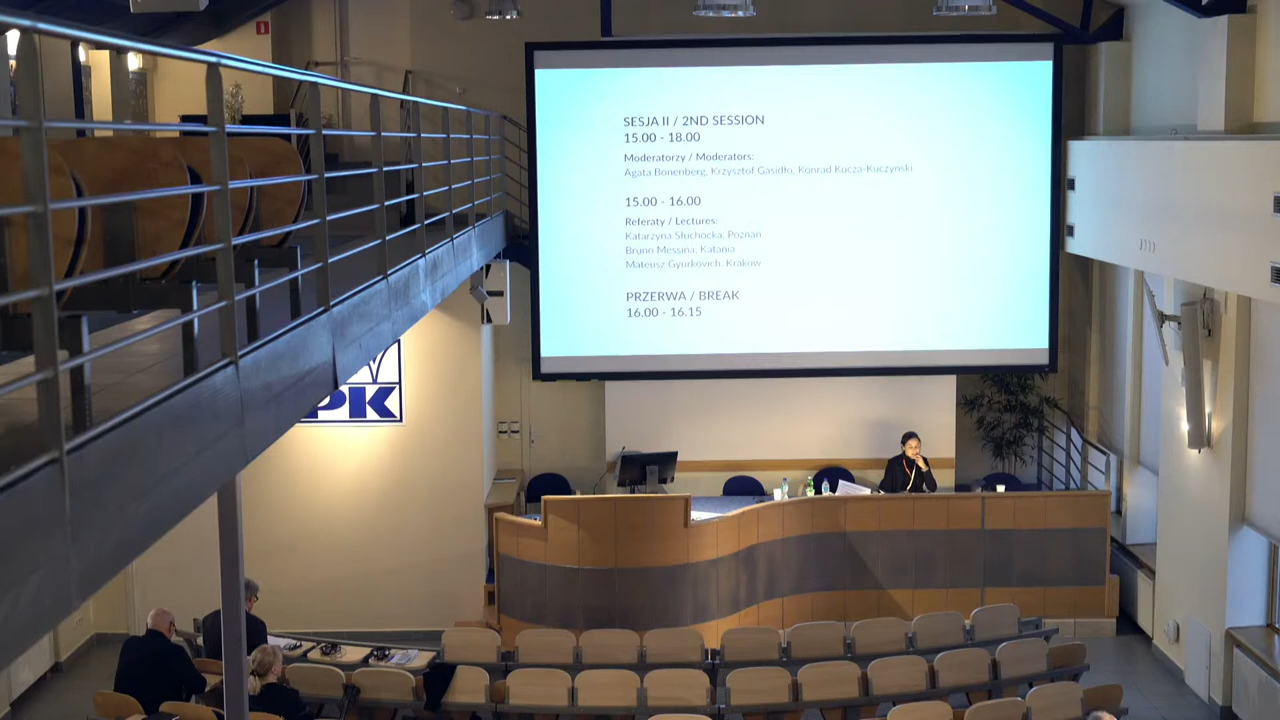 SESJA II / 2ND SESSION
15.00 - 18.00
Moderatorzy / Moderators:
Agata Bonenberg, Krzysztof Gasidło, Konrad Kucza-Kuczyński
15.00 - 16.00
Referaty / Lectures:
Katarzyna Słuchocka, Poznań
Bruno Messina, Katania
Mateusz Gyurkovich, Kraków
PRZERWA / BREAK
16.00 - 16.15
PK